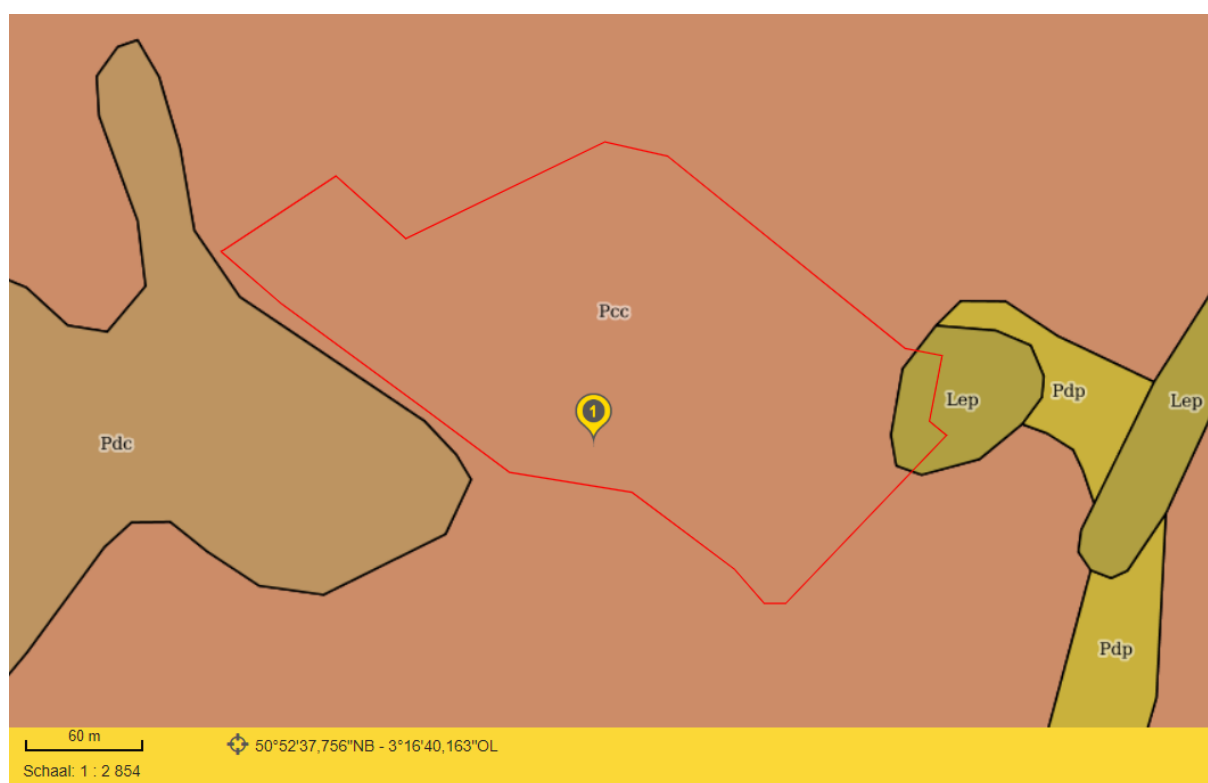 Pcc
Pdp
Lep
Lep
1
Pdc
Pdp
60 m
50°52'37,756"NB - 3°16'40,163"OL
Schaal: 1 : 2 854